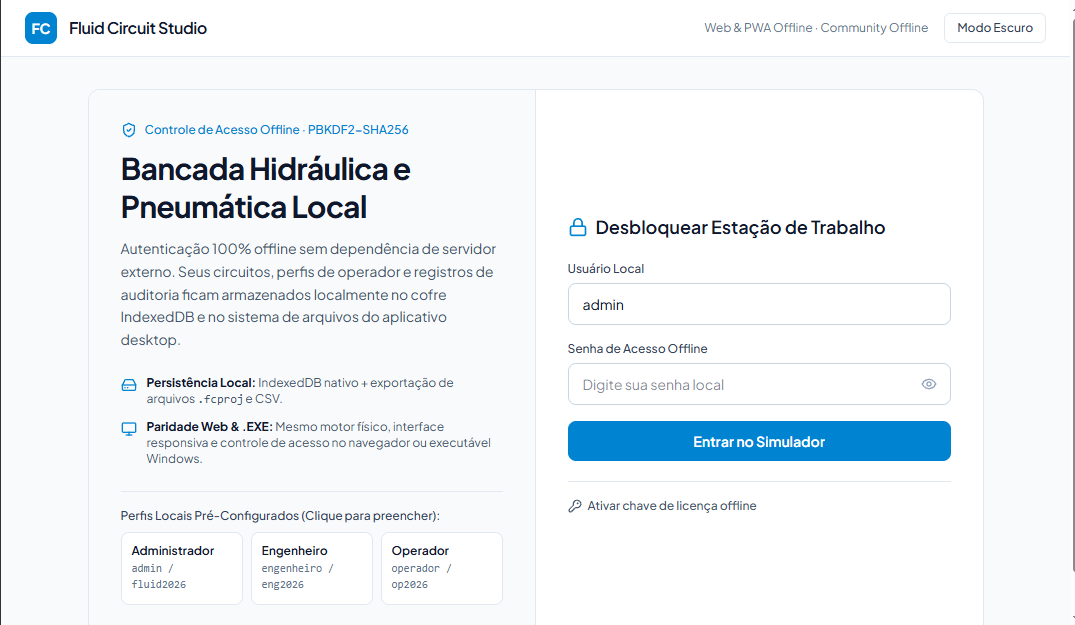 FC Fluid Circuit Studio
Web & PWA Offline · Community Offline
Modo Escuro
Controle de Acesso Offline · PBKDF2-SHA256
Bancada Hidráulica e
Pneumática Local
Autenticação 100% offline sem dependência de servidor
externo. Seus circuitos, perfis de operador e registros de
auditoria ficam armazenados localmente no cofre
IndexedDB e no sistema de arquivos do aplicativo
desktop.
Persistência Local: IndexedDB nativo + exportação de
arquivos .fcproj e CSV.
Paridade Web & .EXE: Mesmo motor físico, interface
responsiva e controle de acesso no navegador ou executável
Windows.
Perfis Locais Pré-Configurados (Clique para preencher):
Administrador
admin /
fluid2026
Engenheiro
engenheiro /
eng2026
Operador
operador /
op2026
Desbloquear Estação de Trabalho
Usuário Local
admin
Senha de Acesso Offline
Digite sua senha local
Entrar no Simulador
Ativar chave de licença offline